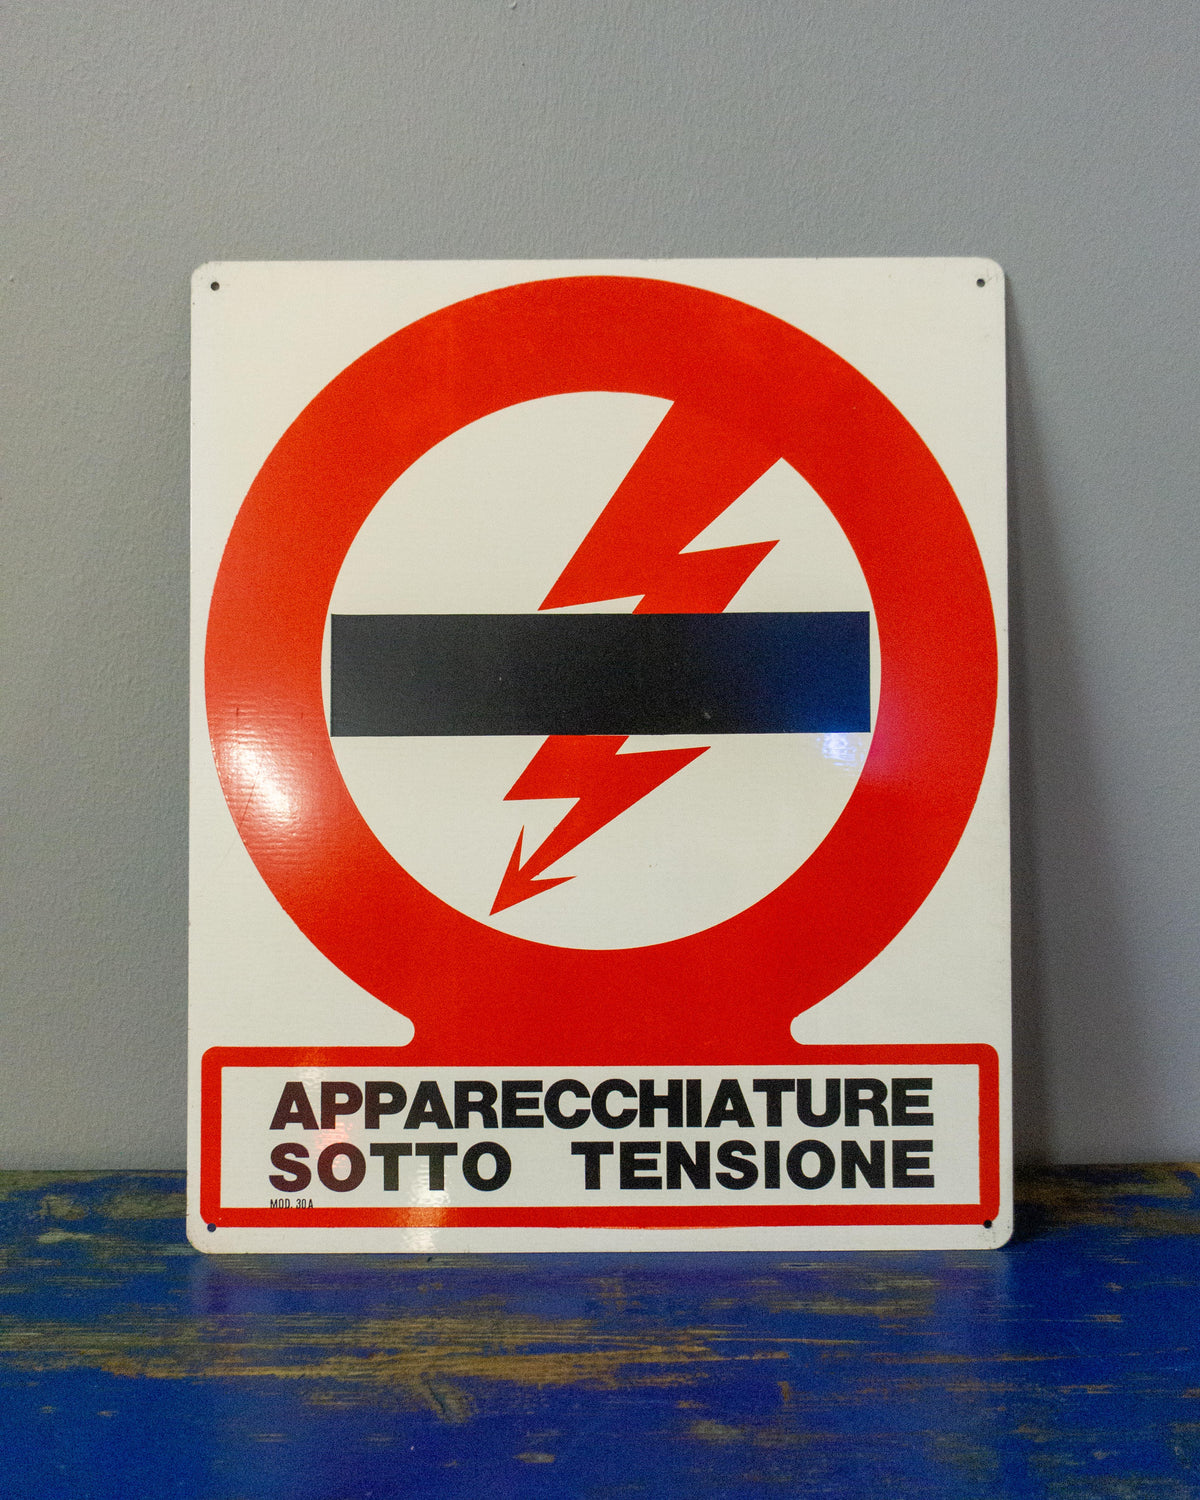 APPARECCHIATURE
SOTTO TENSIONE
MOD. 30A